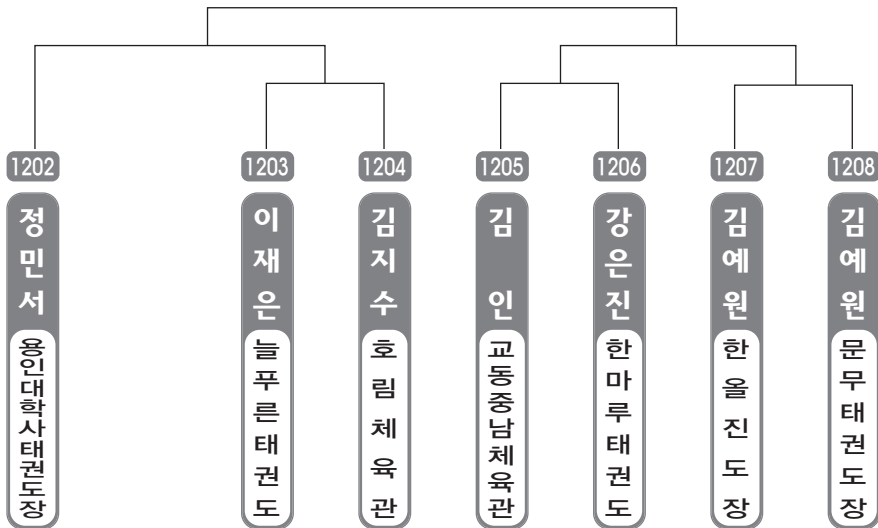 1202
정민서
용인대학사태권도장
1203
이재은
늘푸른태권도
1204
김지수
호림체육관
1205
김 인
교동중남체육관
1206
강은진
한마루태권도
1207
김예원
한올진도장
1208
김예원
문무태권도장